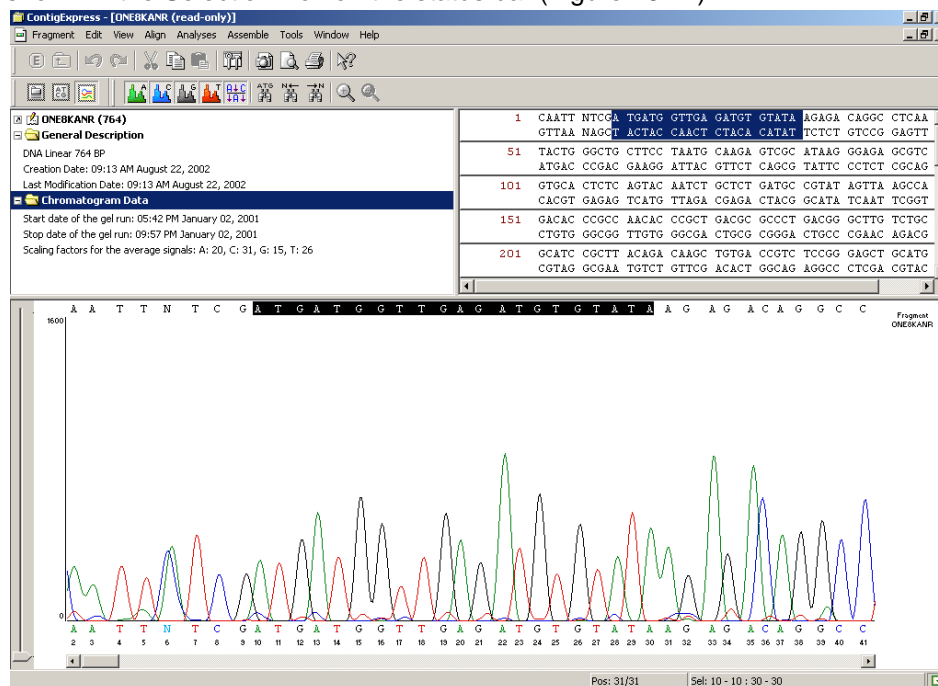 ContigExpress - [ONE8KANR (read-only)]
Fragment Edit View Align Analyses Assemble Tools Window Help
ONE8KANR (764)
General Description
DNA Linear 764 BP
Creation Date: 09:13 AM August 22, 2002
Last Modification Date: 09:13 AM August 22, 2002
Chromatogram Data
Start date of the gel run: 05:42 PM January 02, 2001
Stop date of the gel run: 09:57 PM January 02, 2001
Scaling factors for the average signals: A: 20, C: 31, G: 15, T: 26
1 CAATT NTCGA TGATG GTTGA GATGT GTATA AGAGA CAGGC CTCAA
GTTAA NAGCT ACTAC CAACT CTACA CATAT TCTCT GTCCG GAGTT
51 TACTG GGCTG CTTCC TAATG CAAGA GTCGC ATAAG GGAGA GCGTC
ATGAC CCGAC GAAGG ATTAC GTTCT CAGCG TATTC CCTCT CGCAG
101 GTGCA CTCTC AGTAC AATCT GCTCT GATGC CGTAT AGTTA AGCCA
CACGT GAGAG TCATG TTAGA CGAGA CTACG GCATA TCAAT TCGGT
151 GACAC CCGCC AACAC CCGCT GACGC GCCCT GACGG GCTTG TCTGC
CTGTG GGCGG TTGTG GGCGA CTGCG CGGGA CTGCC CGAAC AGACG
201 GCATC CGCTT ACAGA CAAGC TGTGA CCGTC TCCGG GAGCT GCATG
CGTAG GCGAA TGTCT GTTCG ACACT GGCAG AGGCC CTCGA CGTAC
A A T T N T C G A T G A T G G T T G A G A T G T G T A T A A G A G A C A G G C C
Fragment
ONE8KANR
1600
0
A A T T N T C G A T G A T G G T T G A G A T G T G T A T A A G A G A C A G G C C
2 3 4 5 6 7 8 9 10 11 12 13 14 15 16 17 18 19 20 21 22 23 24 25 26 27 28 29 30 31 32 33 34 35 36 37 38 39 40 41
Pos: 31/31 Sel: 10 - 10 : 30 - 30